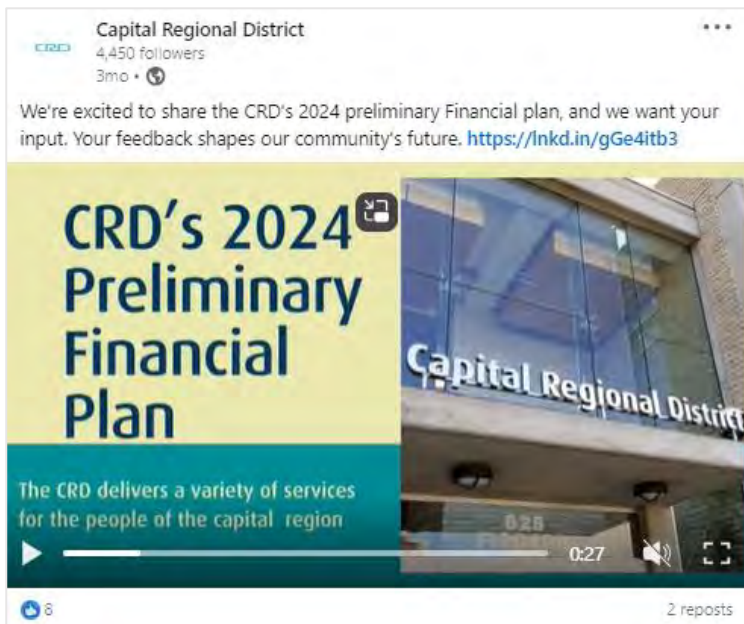 CRD
Capital Regional District
4,450 followers
3mo •
We're excited to share the CRD's 2024 preliminary Financial plan, and we want your
input. Your feedback shapes our community's future. https://lnkd.in/gGe4itb3
CRD's 2024
Preliminary
Financial
Plan
Capital Regional District
The CRD delivers a variety of services
for the people of the capital region
0:27
8
2 reposts